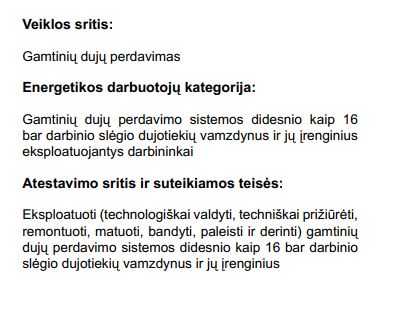 Veiklos sritis:
Gamtinių dujų perdavimas
Energetikos darbuotojų kategorija:
Gamtinių dujų perdavimo sistemos didesnio kaip 16
bar darbinio slėgio dujotiekių vamzdynus ir jų įrenginius
eksploatuojantys darbininkai
Atestavimo sritis ir suteikiamos teisės:
Eksploatuoti (technologiškai valdyti, techniškai prižiūrėti,
remontuoti, matuoti, bandyti, paleisti ir derinti) gamtinių
dujų perdavimo sistemos didesnio kaip 16 bar darbinio
slėgio dujotiekių vamzdynus ir jų įrenginius